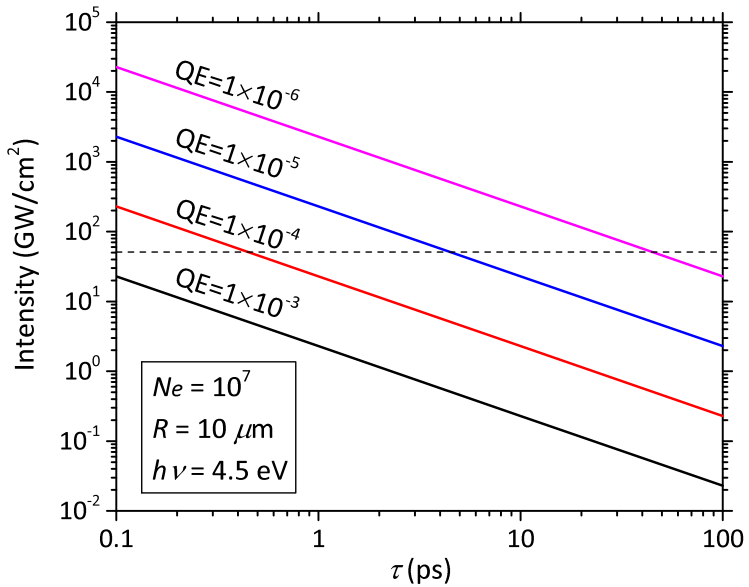 10^5
10^4
10^3
10^2
10^1
10^0
10^-1
10^-2
Intensity (GW/cm^2)
QE=1×10^-6
QE=1×10^-5
QE=1×10^-4
QE=1×10^-3
Ne = 10^7
R = 10 μm
hν = 4.5 eV
0.1 1 10 100
τ (ps)